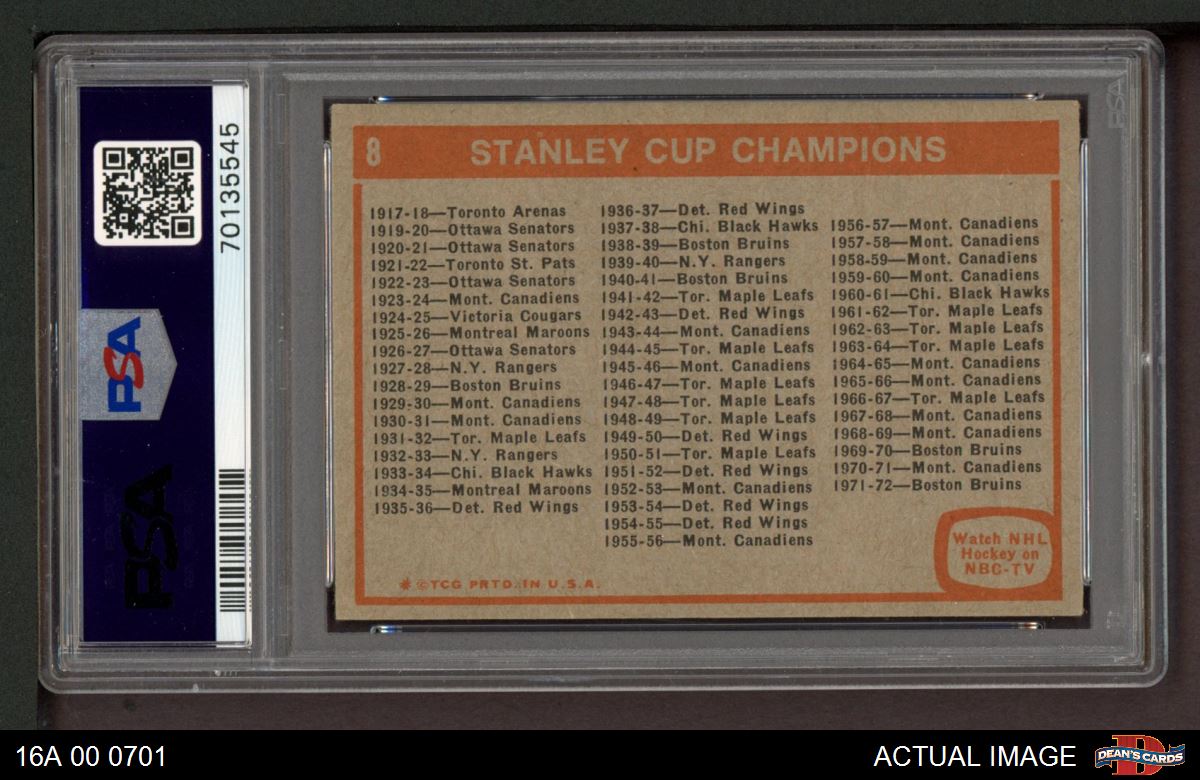 PSA
70135545
PSA
PSA
8
STANLEY CUP CHAMPIONS
1917-18—Toronto Arenas
1919-20—Ottawa Senators
1920-21—Ottawa Senators
1921-22—Toronto St. Pats
1922-23—Ottawa Senators
1923-24—Mont. Canadiens
1924-25—Victoria Cougars
1925-26—Montreal Maroons
1926-27—Ottawa Senators
1927-28—N.Y. Rangers
1928-29—Boston Bruins
1929-30—Mont. Canadiens
1930-31—Mont. Canadiens
1931-32—Tor. Maple Leafs
1932-33—N.Y. Rangers
1933-34—Chi. Black Hawks
1934-35—Montreal Maroons
1935-36—Det. Red Wings
1936-37—Det. Red Wings
1937-38—Chi. Black Hawks
1938-39—Boston Bruins
1939-40—N.Y. Rangers
1940-41—Boston Bruins
1941-42—Tor. Maple Leafs
1942-43—Det. Red Wings
1943-44—Mont. Canadiens
1944-45—Tor. Maple Leafs
1945-46—Mont. Canadiens
1946-47—Tor. Maple Leafs
1947-48—Tor. Maple Leafs
1948-49—Tor. Maple Leafs
1949-50—Det. Red Wings
1950-51—Tor. Maple Leafs
1951-52—Det. Red Wings
1952-53—Mont. Canadiens
1953-54—Det. Red Wings
1954-55—Det. Red Wings
1955-56—Mont. Canadiens
1956-57—Mont. Canadiens
1957-58—Mont. Canadiens
1958-59—Mont. Canadiens
1959-60—Mont. Canadiens
1960-61—Chi. Black Hawks
1961-62—Tor. Maple Leafs
1962-63—Tor. Maple Leafs
1963-64—Tor. Maple Leafs
1964-65—Mont. Canadiens
1965-66—Mont. Canadiens
1966-67—Tor. Maple Leafs
1967-68—Mont. Canadiens
1968-69—Mont. Canadiens
1969-70—Boston Bruins
1970-71—Mont. Canadiens
1971-72—Boston Bruins
Watch NHL
Hockey on
NBC-TV
* ©TCG PRTD. IN U.S.A.
16A 00 0701
ACTUAL IMAGE
D
DEAN'S CARDS